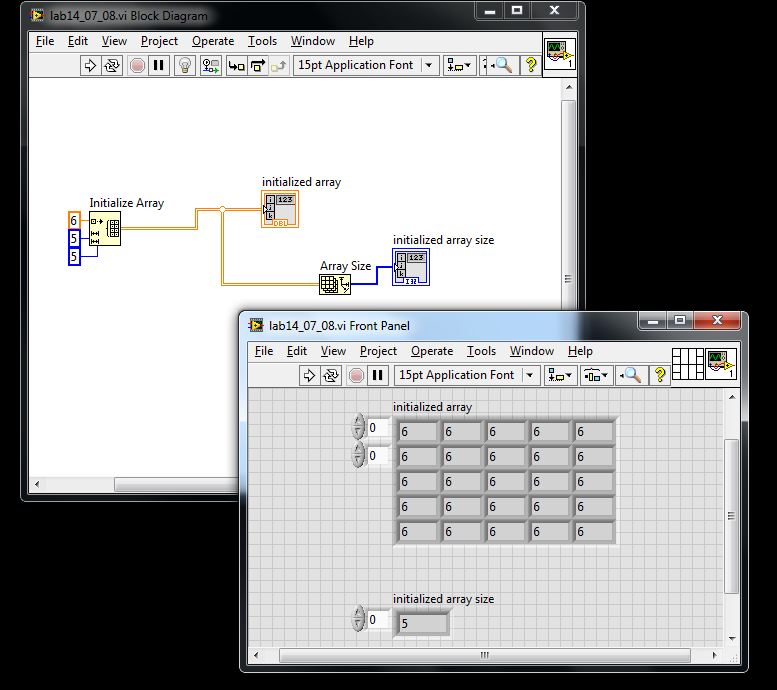 lab14_07_08.vi Block Diagram
File Edit View Project Operate Tools Window Help
15pt Application Font
1
initialized array
Initialize Array
6
5
5
123
DBL
initialized array size
Array Size
123
I32
lab14_07_08.vi Front Panel
File Edit View Project Operate Tools Window Help
15pt Application Font
1
initialized array
0
0
6 6 6 6 6
6 6 6 6 6
6 6 6 6 6
6 6 6 6 6
6 6 6 6 6
initialized array size
0
5